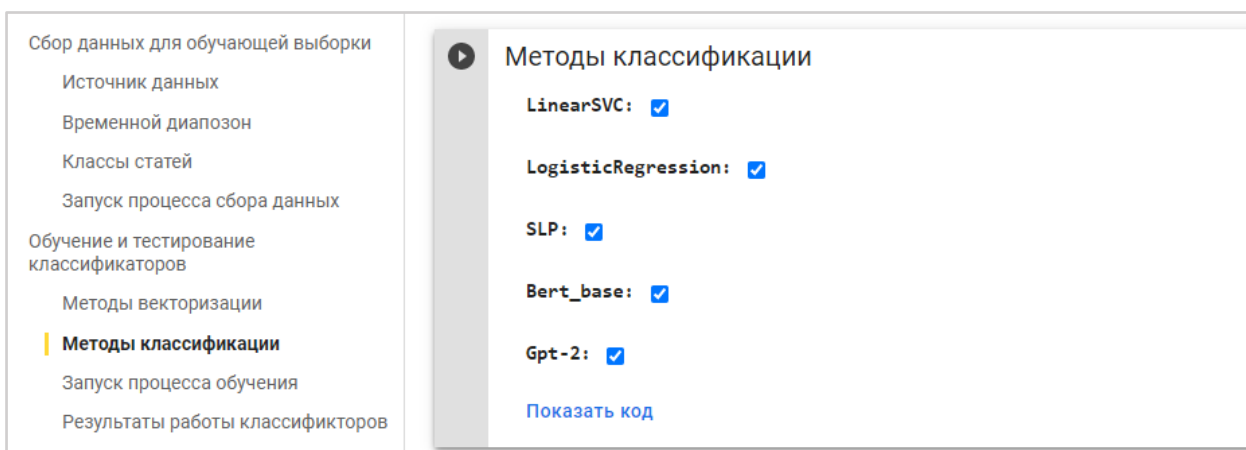 Сбор данных для обучающей выборки
Источник данных
Временной диапозон
Классы статей
Запуск процесса сбора данных
Обучение и тестирование
классификаторов
Методы векторизации
Методы классификации
Запуск процесса обучения
Результаты работы классификторов
Методы классификации
LinearSVC:
LogisticRegression:
SLP:
Bert_base:
Gpt-2:
Показать код